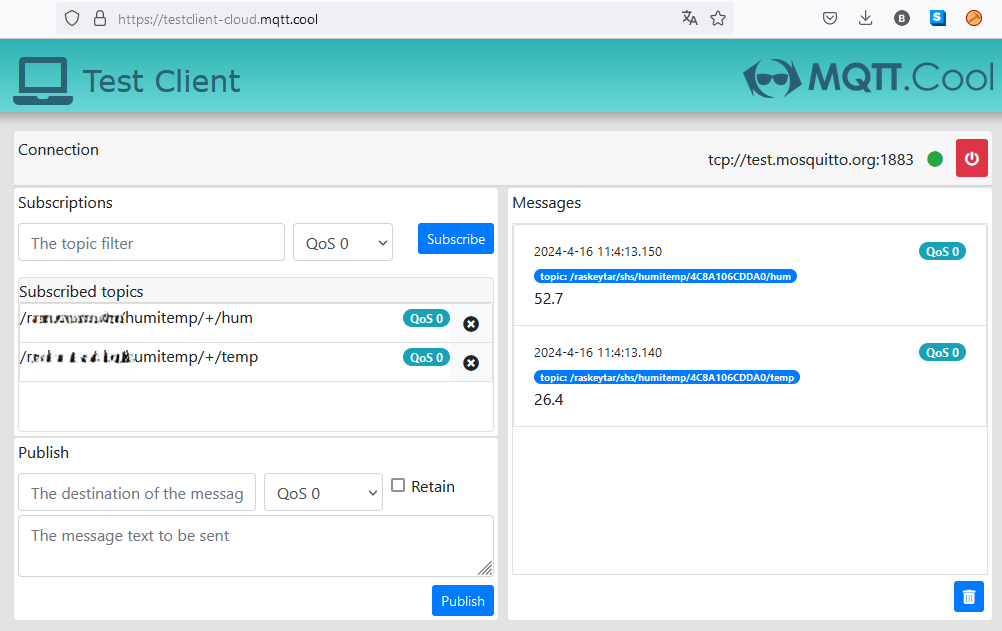 https://testclient-cloud.mqtt.cool
B
S
Test Client
MQTT.Cool
Connection
tcp://test.mosquitto.org:1883
Subscriptions
The topic filter
QoS 0
Subscribe
Subscribed topics
humitemp/+/hum
QoS 0
umitemp/+/temp
QoS 0
Publish
The destination of the messag
QoS 0
Retain
The message text to be sent
Publish
Messages
2024-4-16 11:4:13.150
QoS 0
topic: /raskeytar/shs/humitemp/4C8A106CDDA0/hum
52.7
2024-4-16 11:4:13.140
QoS 0
topic: /raskeytar/shs/humitemp/4C8A106CDDA0/temp
26.4